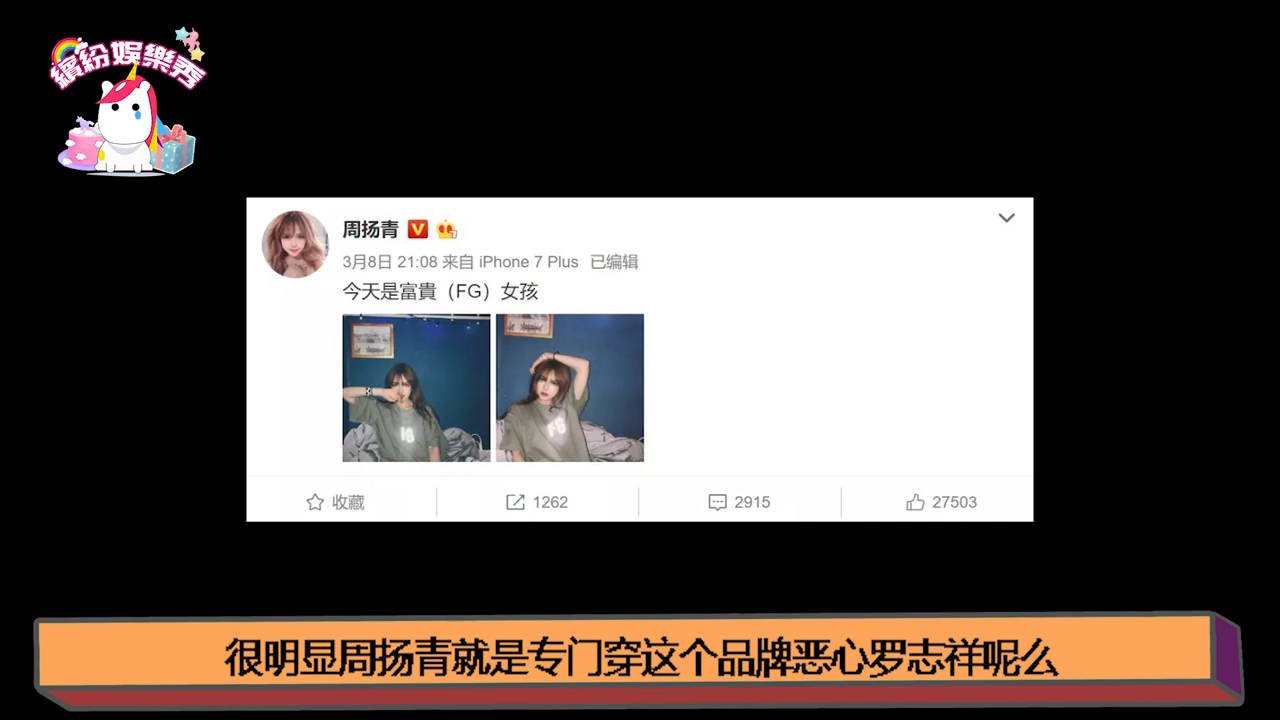 繽紛娛樂秀
周扬青
3月8日 21:08 来自 iPhone 7 Plus 已编辑
今天是富貴（FG）女孩
FG
收藏
1262
2915
27503
很明显周扬青就是专门穿这个品牌恶心罗志祥呢么